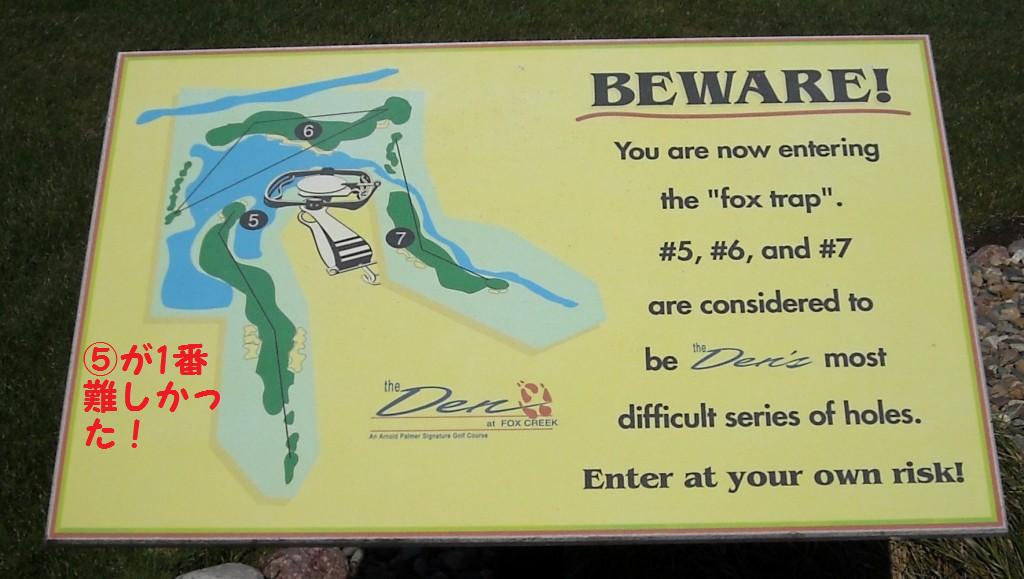 BEWARE!
You are now entering
the "fox trap".
#5, #6, and #7
are considered to
be the Den's most
difficult series of holes.
Enter at your own risk!
6
5
7
⑤が1番
難しかっ
た！
the
Den
at FOX CREEK
An Arnold Palmer Signature Golf Course